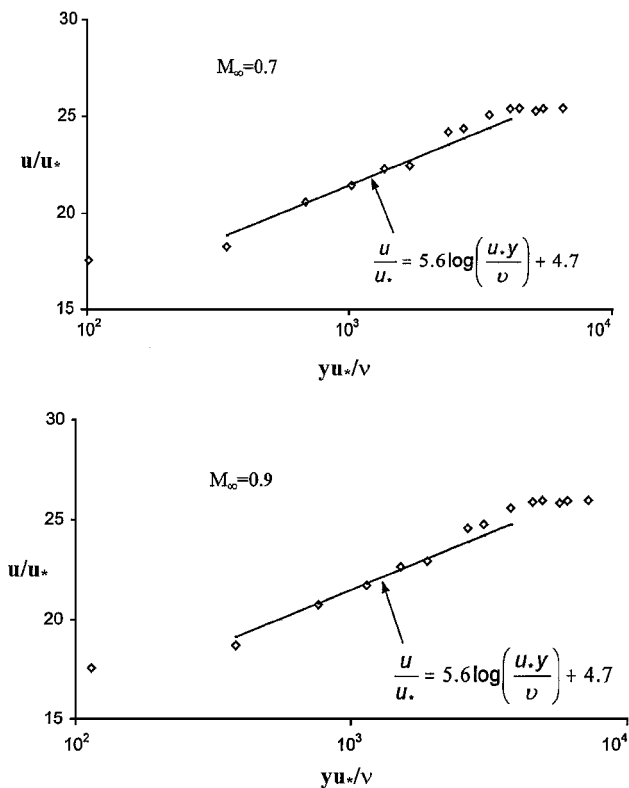 30
M∞=0.7
25
u/u*
20
u/u* = 5.6log(u*y/υ) + 4.7
15
10² 10³ 10⁴
yu*/ν
30
M∞=0.9
25
u/u*
20
u/u* = 5.6log(u*y/υ) + 4.7
15
10² 10³ 10⁴
yu*/ν